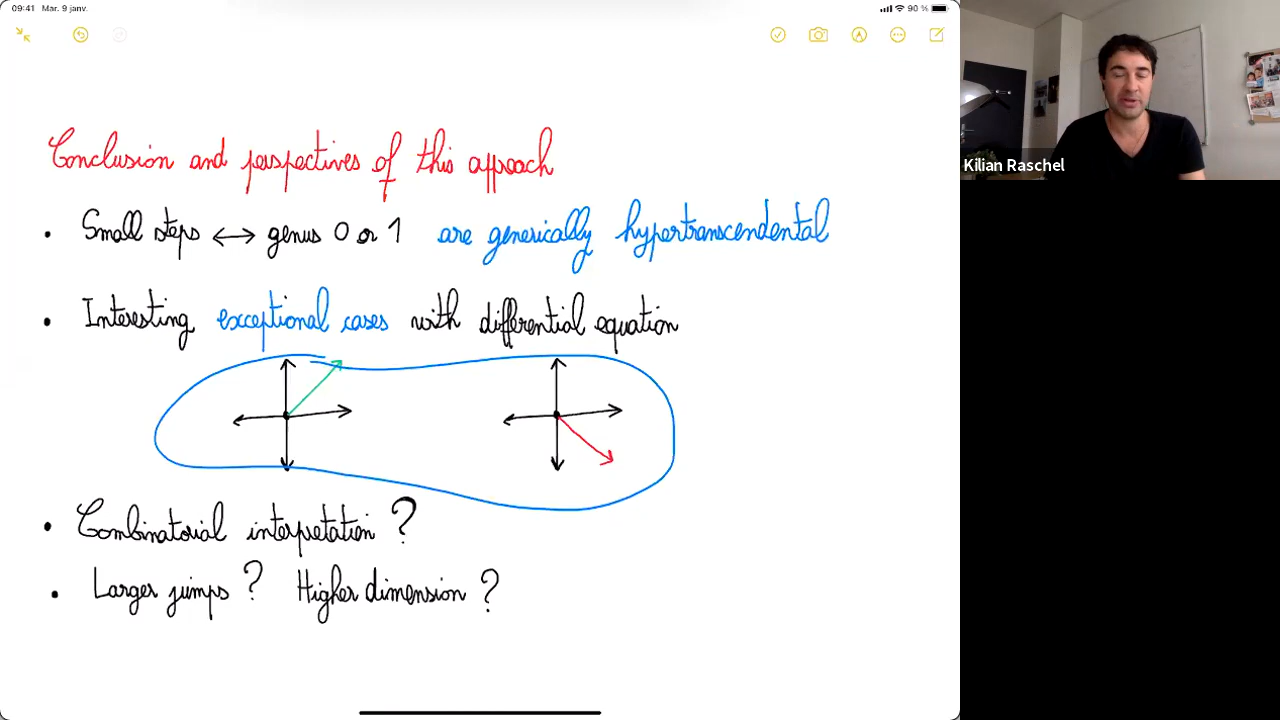 09:41 Mar. 9 janv.
90 %
Conclusion and perspectives of this approach
• Small steps ↔ genus 0 or 1 are generically hypertranscendental
• Interesting exceptional cases with differential equation
• Combinatorial interpretation ?
• Larger jumps ? Higher dimension ?
Kilian Raschel